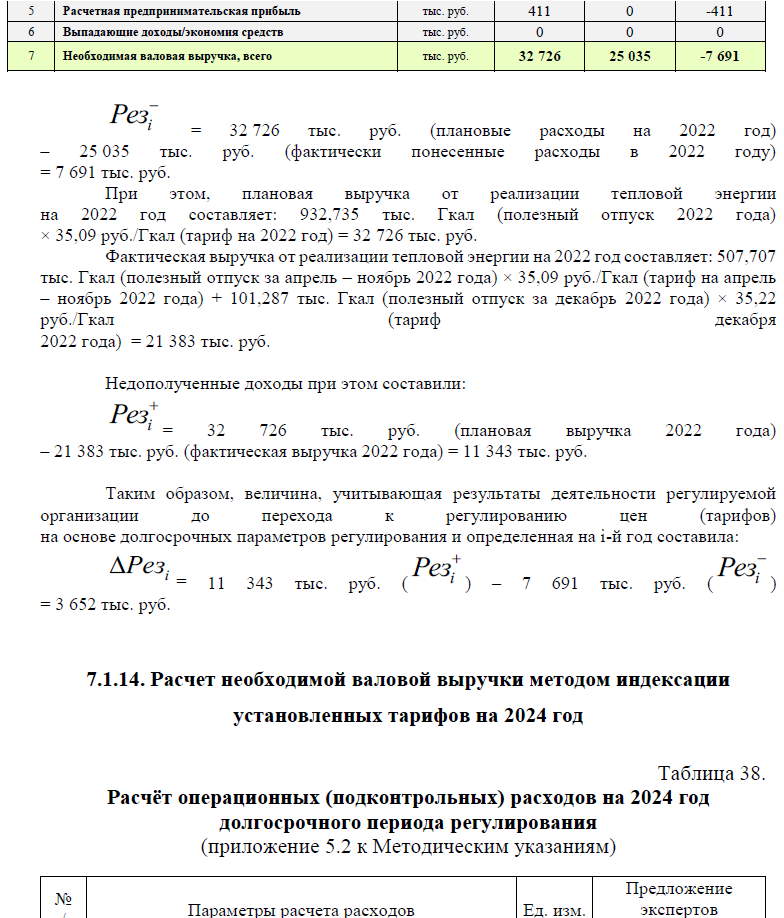 5 Расчетная предпринимательская прибыль тыс. руб. 411 0 -411
6 Выпадающие доходы/экономия средств тыс. руб. 0 0 0
7 Необходимая валовая выручка, всего тыс. руб. 32 726 25 035 -7 691
Рез i − = 32 726 тыс. руб. (плановые расходы на 2022 год)
– 25 035 тыс. руб. (фактически понесенные расходы в 2022 году)
= 7 691 тыс. руб.
При этом, плановая выручка от реализации тепловой энергии
на 2022 год составляет: 932,735 тыс. Гкал (полезный отпуск 2022 года)
× 35,09 руб./Гкал (тариф на 2022 год) = 32 726 тыс. руб.
Фактическая выручка от реализации тепловой энергии на 2022 год составляет: 507,707
тыс. Гкал (полезный отпуск за апрель – ноябрь 2022 года) × 35,09 руб./Гкал (тариф на апрель
– ноябрь 2022 года) + 101,287 тыс. Гкал (полезный отпуск за декабрь 2022 года) × 35,22
руб./Гкал (тариф декабря
2022 года) = 21 383 тыс. руб.
Недополученные доходы при этом составили:
Рез i + = 32 726 тыс. руб. (плановая выручка 2022 года)
– 21 383 тыс. руб. (фактическая выручка 2022 года) = 11 343 тыс. руб.
Таким образом, величина, учитывающая результаты деятельности регулируемой
организации до перехода к регулированию цен (тарифов)
на основе долгосрочных параметров регулирования и определенная на i-й год составила:
ΔРез i = 11 343 тыс. руб. (Рез i +) – 7 691 тыс. руб. (Рез i −)
= 3 652 тыс. руб.
7.1.14. Расчет необходимой валовой выручки методом индексации
установленных тарифов на 2024 год
Таблица 38.
Расчёт операционных (подконтрольных) расходов на 2024 год
долгосрочного периода регулирования
(приложение 5.2 к Методическим указаниям)
№ Параметры расчета расходов Ед. изм. Предложение
экспертов